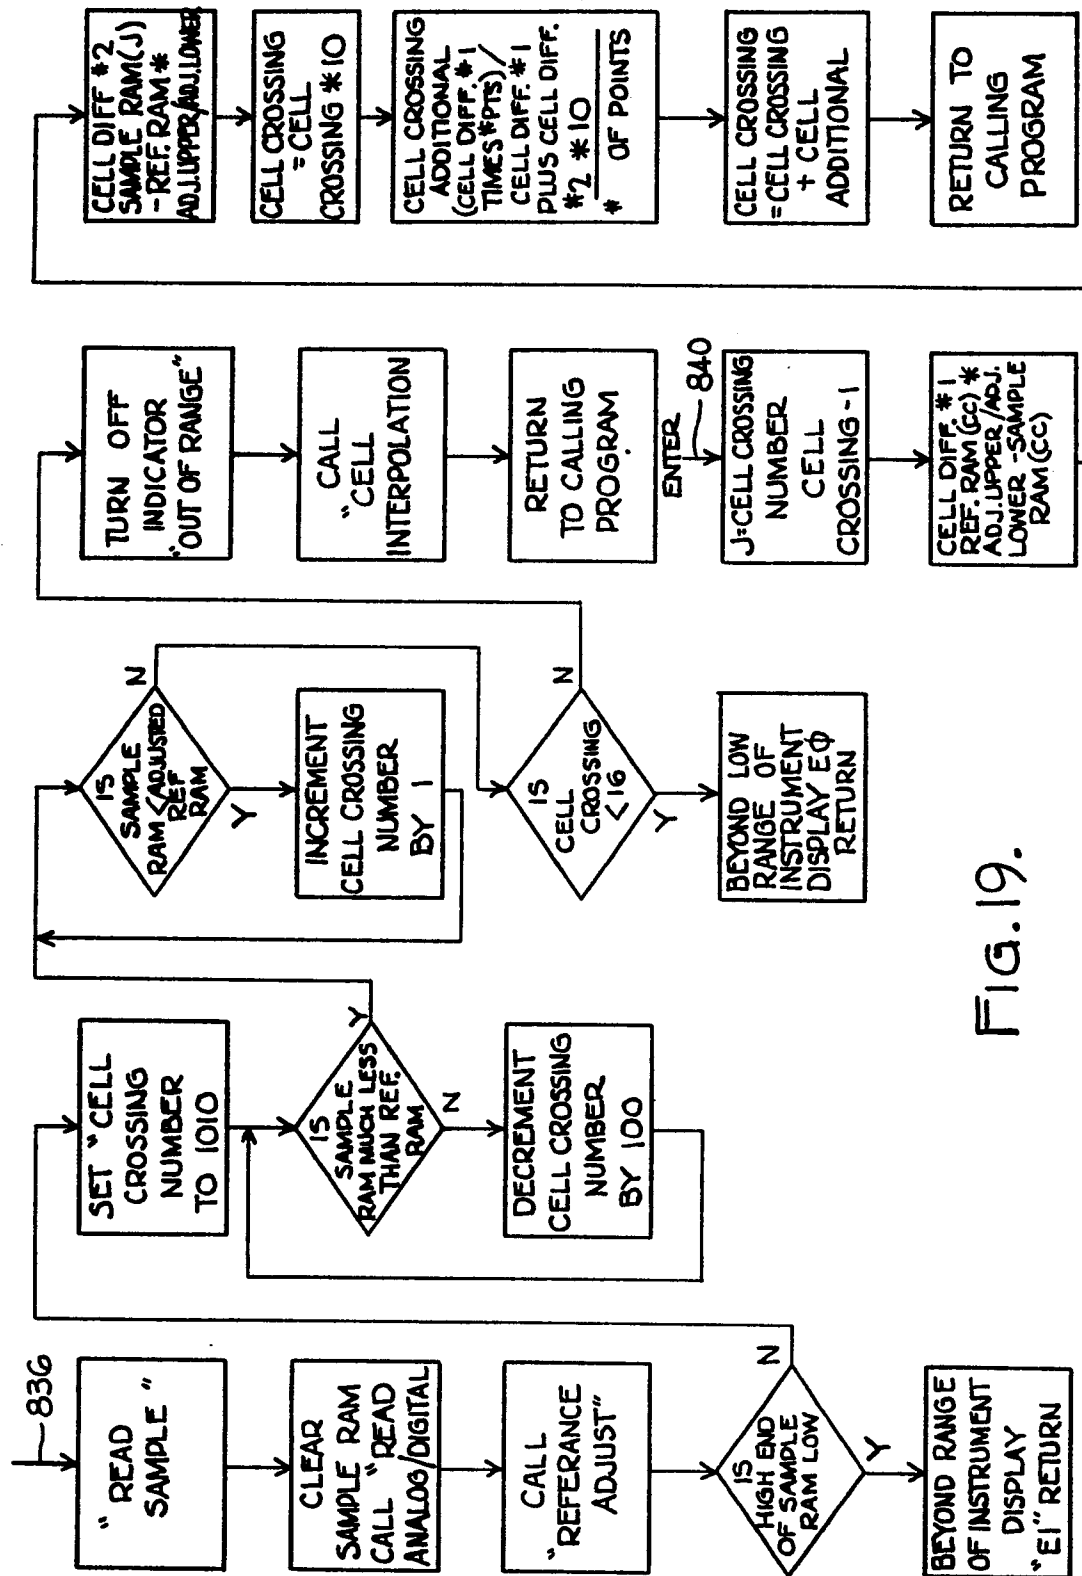 836
" READ
SAMPLE "
CLEAR
SAMPLE RAM
CALL "READ
ANALOG/DIGITAL
CALL
"REFERANCE
ADJUST"
IS
HIGH END
OF SAMPLE
RAM LOW
N
Y
BEYOND RANGE
OF INSTRUMENT
DISPLAY
"E1" RETURN
SET "CELL
CROSSING
NUMBER
TO 1010
IS
SAMPLE
RAM MUCH LESS
THAN REF.
RAM
Y
N
DECREMENT
CELL CROSSING
NUMBER
BY 100
IS
SAMPLE
RAM <ADJUSTED
REF
RAM
N
Y
INCREMENT
CELL CROSSING
NUMBER
BY 1
IS
CELL
CROSSING
<16
N
Y
BEYOND LOW
RANGE OF
INSTRUMENT
DISPLAY EΦ
RETURN
TURN OFF
INDICATOR
"OUT OF RANGE"
CALL
"CELL
INTERPOLATION
RETURN
TO CALLING
PROGRAM
ENTER
840
J=CELL CROSSING
NUMBER
CELL
CROSSING-1
CELL DIFF. #1
REF. RAM (CC) *
ADJ. UPPER/ADJ.
LOWER-SAMPLE
RAM (CC)
CELL DIFF #2
SAMPLE RAM(J)
-REF. RAM *
ADJ.UPPER/ADJ.LOWER
CELL CROSSING
=CELL
CROSSING *10
CELL CROSSING
ADDITIONAL
(CELL DIFF. #1
TIMES #PTS)/
CELL DIFF. #1
PLUS CELL DIFF.
#2 *10
# OF POINTS
CELL CROSSING
=CELL CROSSING
+ CELL
ADDITIONAL
RETURN TO
CALLING
PROGRAM
FIG.19.